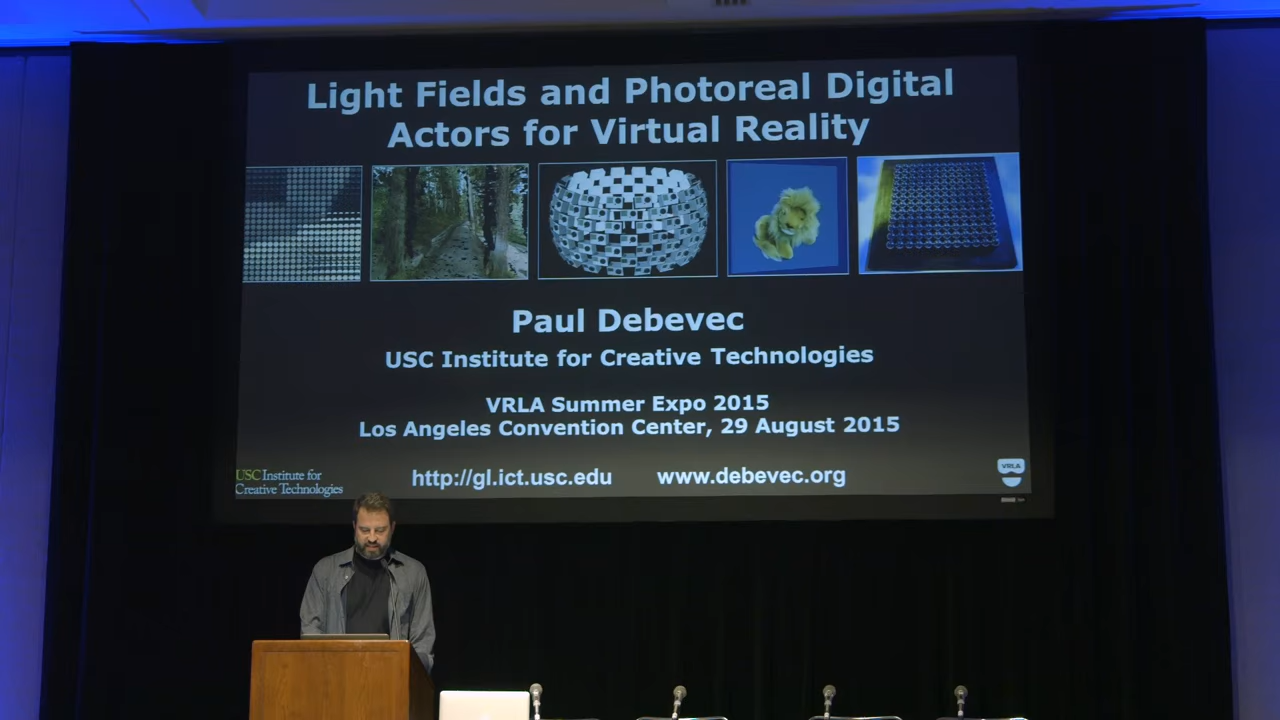 Light Fields and Photoreal Digital
Actors for Virtual Reality
Paul Debevec
USC Institute for Creative Technologies
VRLA Summer Expo 2015
Los Angeles Convention Center, 29 August 2015
USC Institute for
Creative Technologies
http://gl.ict.usc.edu www.debevec.org
VRLA